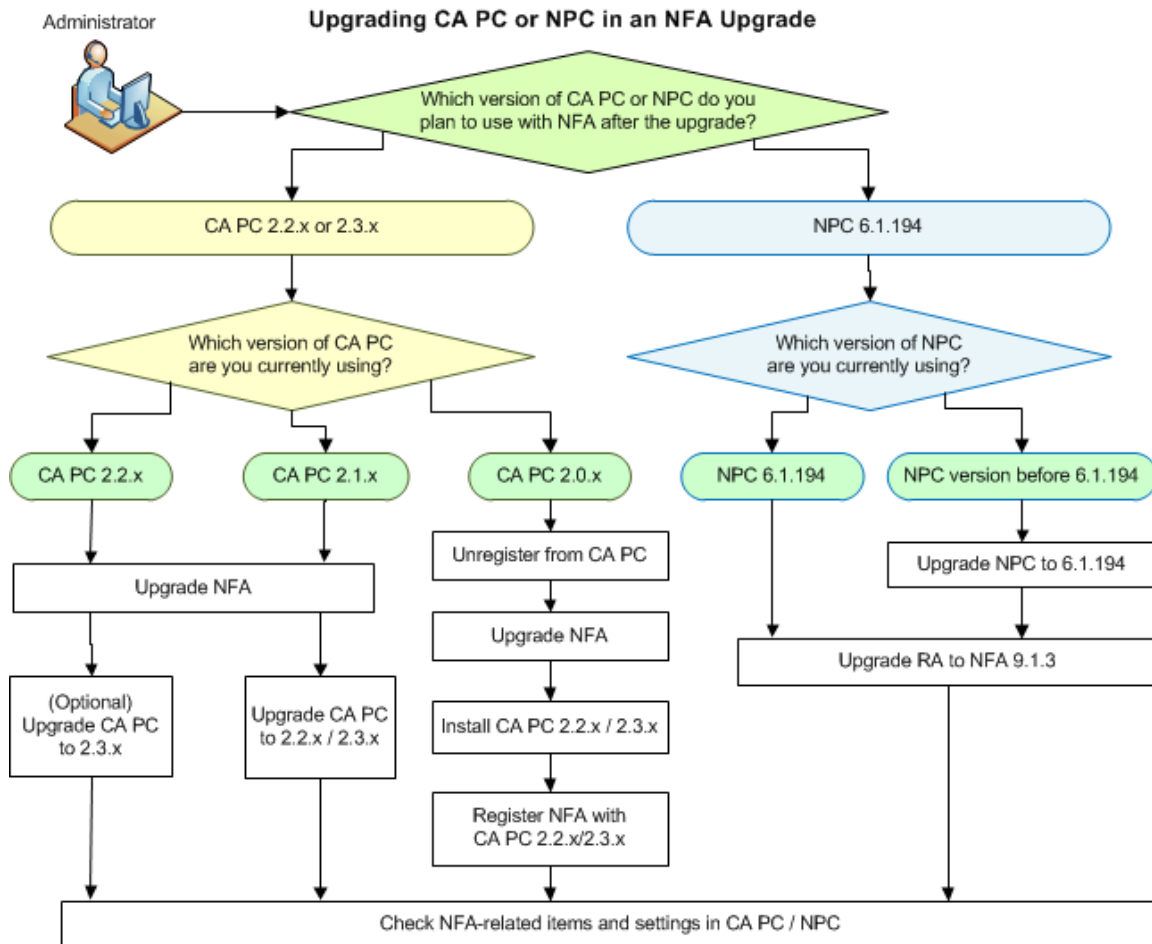 Administrator
Upgrading CA PC or NPC in an NFA Upgrade
Which version of CA PC or NPC do you
plan to use with NFA after the upgrade?
CA PC 2.2.x or 2.3.x
NPC 6.1.194
Which version of CA PC
are you currently using?
Which version of NPC
are you currently using?
CA PC 2.2.x
CA PC 2.1.x
CA PC 2.0.x
NPC 6.1.194
NPC version before 6.1.194
Unregister from CA PC
Upgrade NPC to 6.1.194
Upgrade NFA
Upgrade NFA
Upgrade RA to NFA 9.1.3
(Optional)
Upgrade CA PC
to 2.3.x
Upgrade CA PC
to 2.2.x / 2.3.x
Install CA PC 2.2.x / 2.3.x
Register NFA with
CA PC 2.2.x/2.3.x
Check NFA-related items and settings in CA PC / NPC